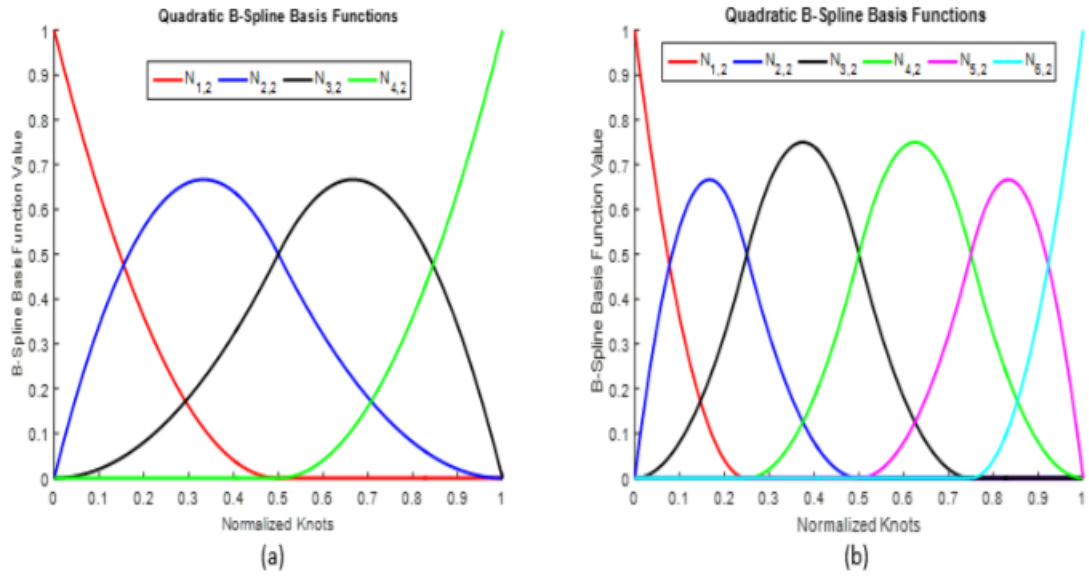 Quadratic B-Spline Basis Functions
N1,2 N2,2 N3,2 N4,2
B-Spline Basis Function Value
1
0.9
0.8
0.7
0.6
0.5
0.4
0.3
0.2
0.1
0
0 0.1 0.2 0.3 0.4 0.5 0.6 0.7 0.8 0.9 1
Normalized Knots
(a)
Quadratic B-Spline Basis Functions
N1,2 N2,2 N3,2 N4,2 N5,2 N6,2
B-Spline Basis Function Value
1
0.9
0.8
0.7
0.6
0.5
0.4
0.3
0.2
0.1
0
0 0.1 0.2 0.3 0.4 0.5 0.6 0.7 0.8 0.9 1
Normalized Knots
(b)